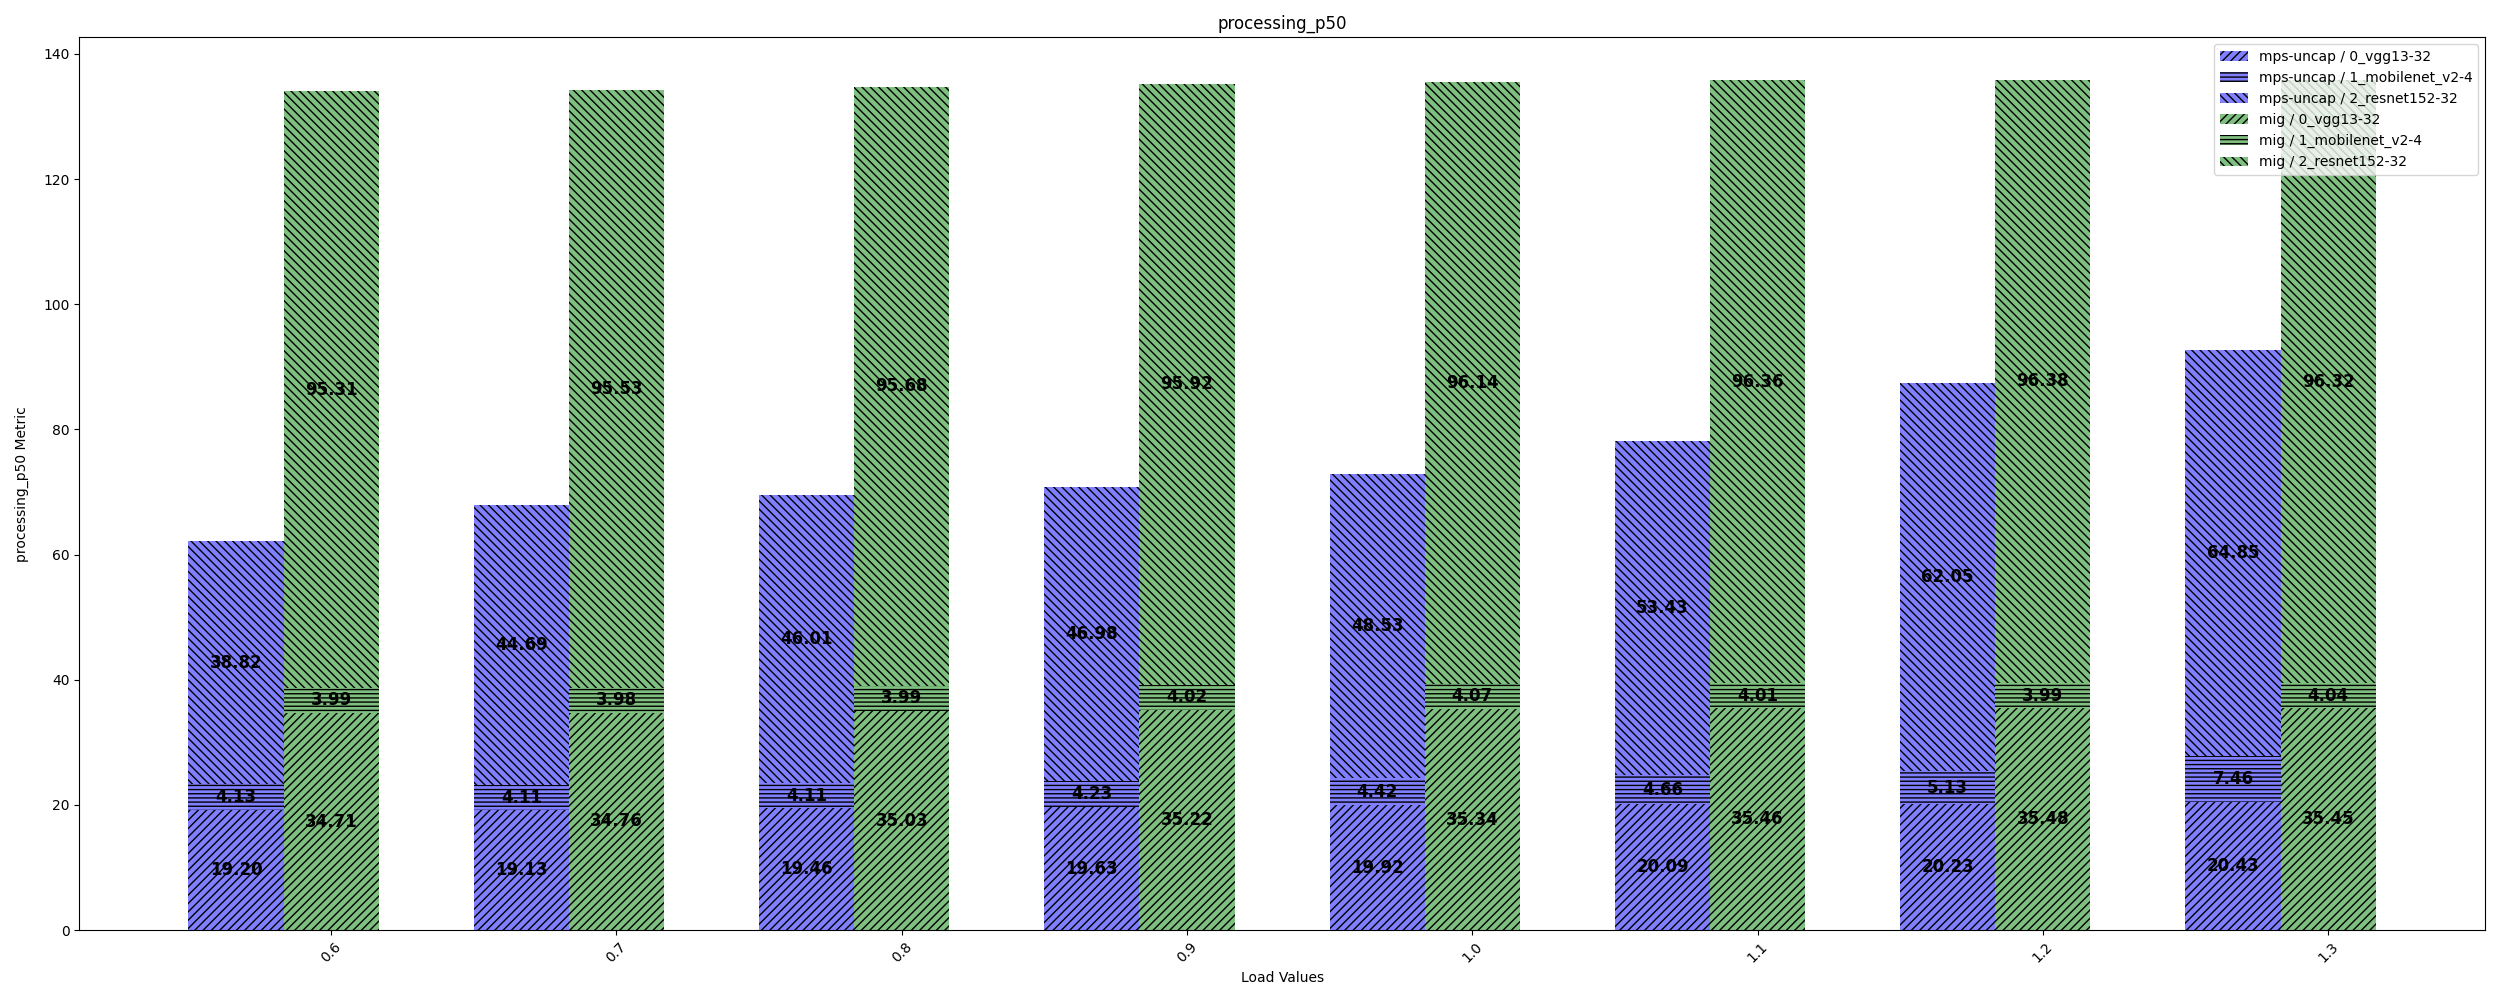 processing_p50
processing_p50 Metric
140
120
100
80
60
40
20
0
mps-uncap / 0_vgg13-32
mps-uncap / 1_mobilenet_v2-4
mps-uncap / 2_resnet152-32
mig / 0_vgg13-32
mig / 1_mobilenet_v2-4
mig / 2_resnet152-32
95.31 95.53 95.68 95.92 96.14 96.36 96.38 96.32
38.82 44.69 46.01 46.98 48.53 53.43 62.05 64.85
3.99 3.98 3.99 4.02 4.07 4.01 3.99 4.04
4.13 4.11 4.11 4.23 4.42 4.66 5.13 7.46
34.71 34.76 35.03 35.22 35.34 35.46 35.48 35.45
19.20 19.13 19.46 19.63 19.92 20.09 20.23 20.43
0.6 0.7 0.8 0.9 1.0 1.1 1.2 1.3
Load Values